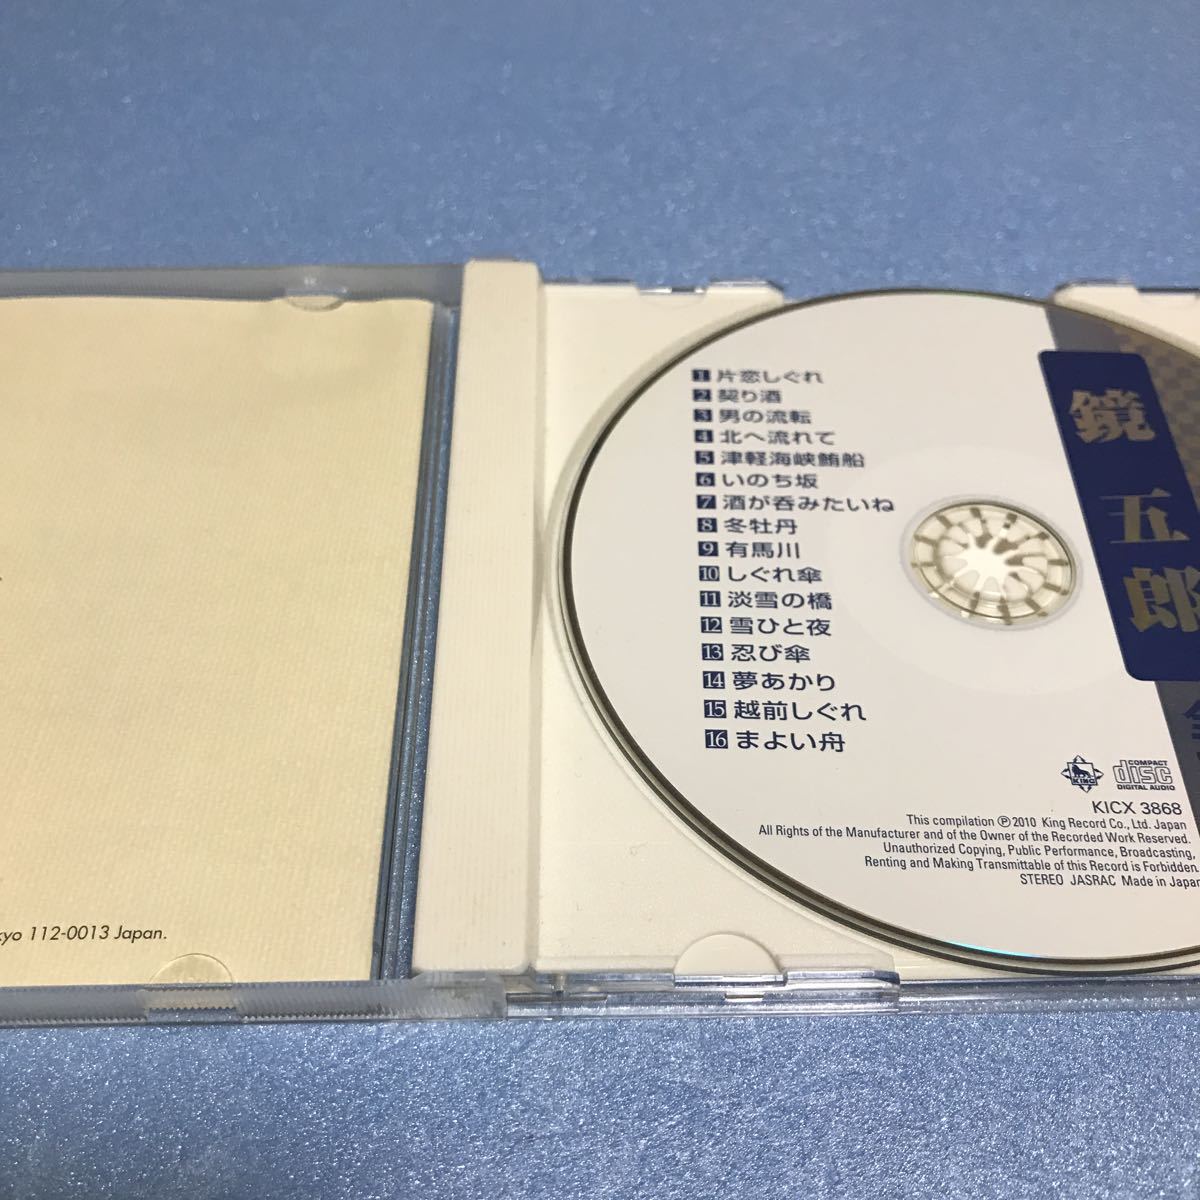 kyo 112-0013 Japan.
1 片恋しぐれ
2 契り酒
3 男の流転
4 北へ流れて
5 津軽海峡鮪船
6 いのち坂
7 酒が呑みたいね
8 冬牡丹
9 有馬川
10 しぐれ傘
11 淡雪の橋
12 雪ひと夜
13 忍び傘
14 夢あかり
15 越前しぐれ
16 まよい舟
鏡五郎
KING
COMPACT
disc
DIGITAL AUDIO
KICX 3868
This compilation Ⓟ2010 King Record Co., Ltd. Japan
All Rights of the Manufacturer and of the Owner of the Recorded Work Reserved.
Unauthorized Copying, Public Performance, Broadcasting,
Renting and Making Transmittable of this Record is Forbidden.
STEREO JASRAC Made in Japan